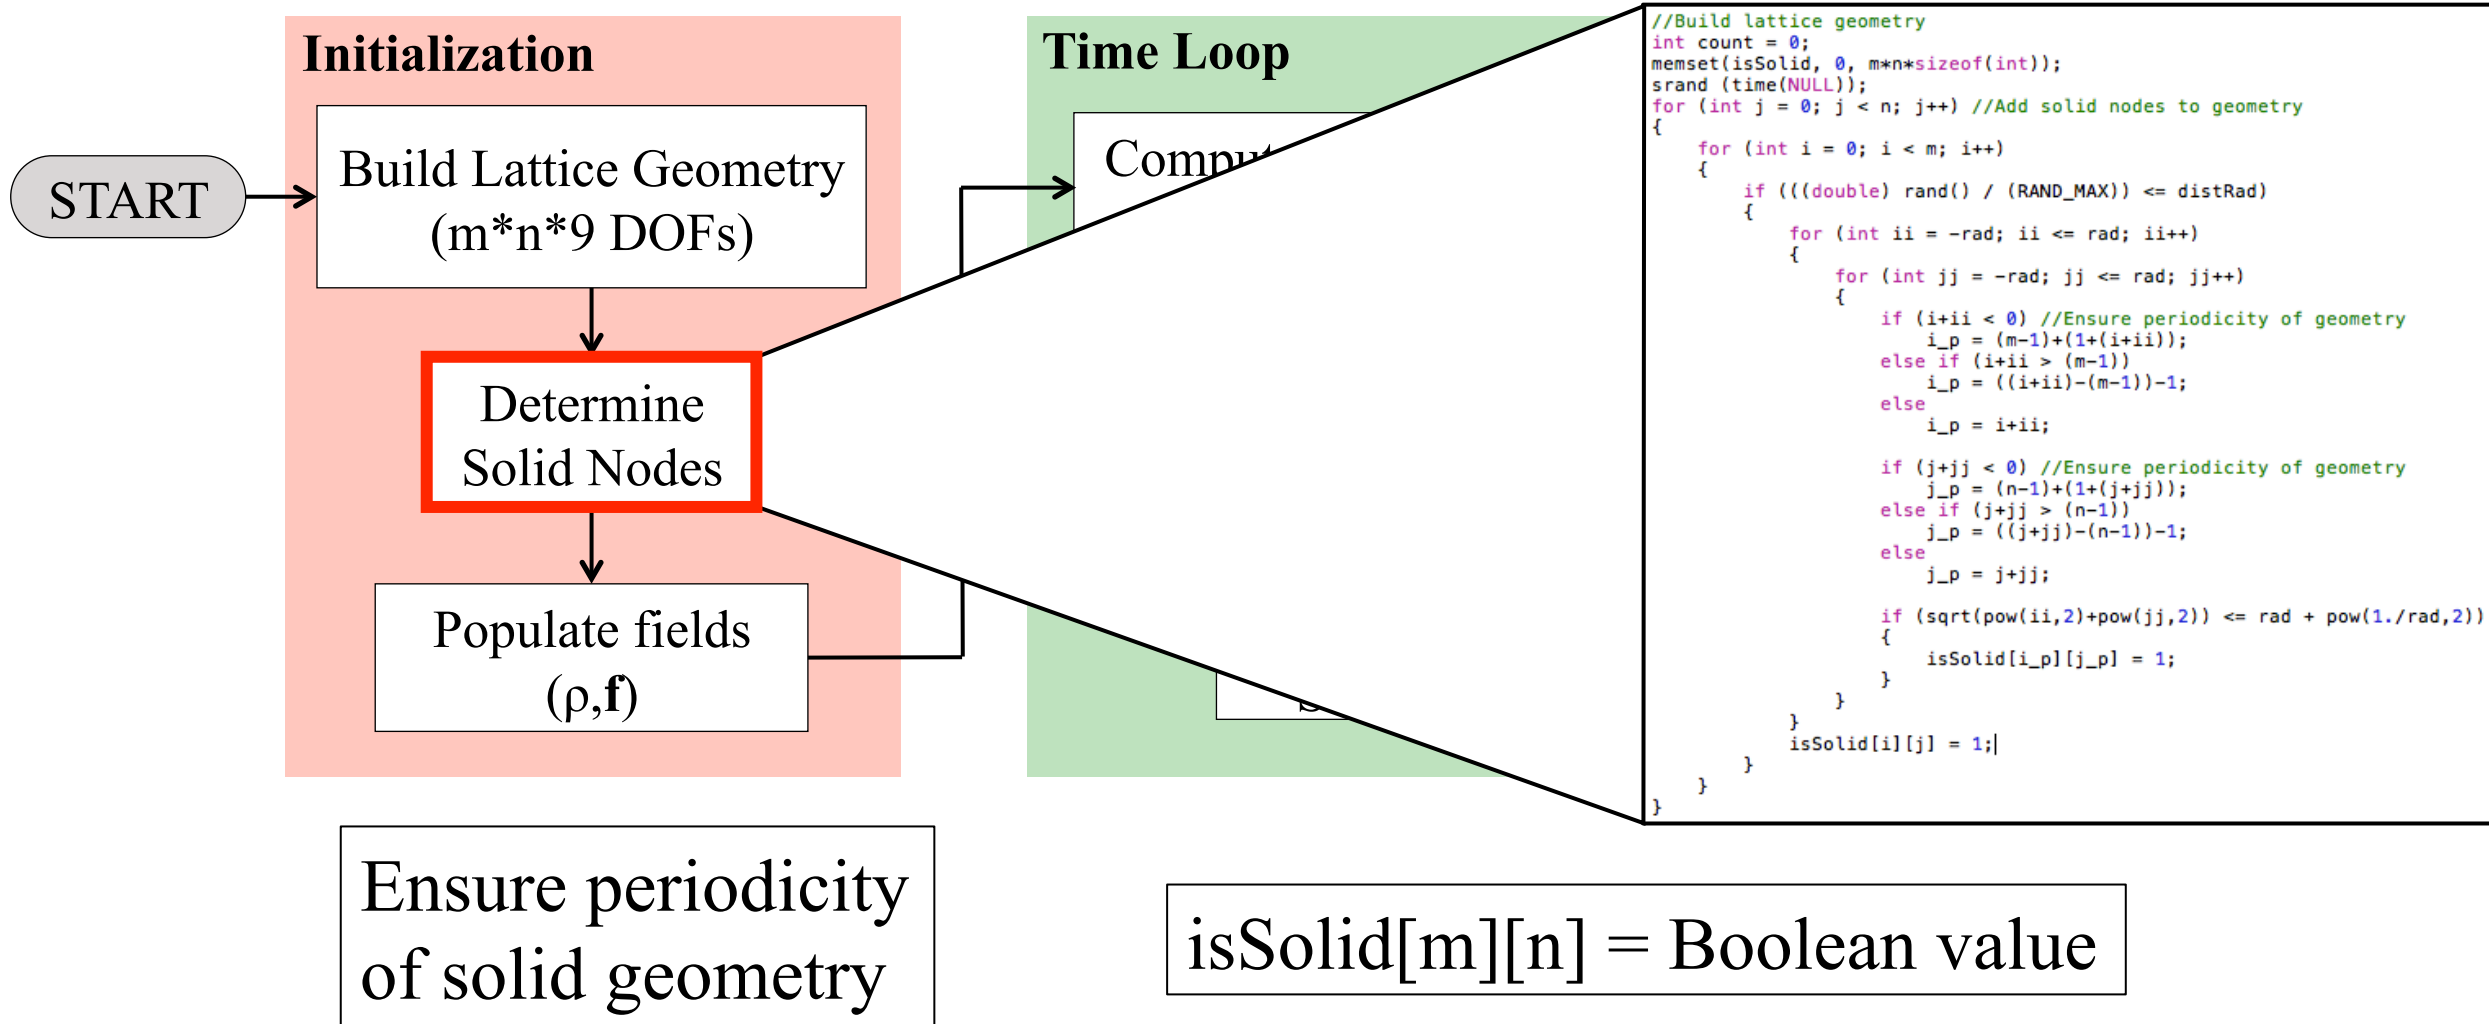 Initialization
START
Build Lattice Geometry
(m*n*9 DOFs)
Determine
Solid Nodes
Populate fields
(ρ,f)
Time Loop
//Build lattice geometry
int count = 0;
memset(isSolid, 0, m*n*sizeof(int));
srand (time(NULL));
for (int j = 0; j < n; j++) //Add solid nodes to geometry
{
for (int i = 0; i < m; i++)
{
if (((double) rand() / (RAND_MAX)) <= distRad)
{
for (int ii = -rad; ii <= rad; ii++)
{
for (int jj = -rad; jj <= rad; jj++)
{
if (i+ii < 0) //Ensure periodicity of geometry
i_p = (m-1)+(1+(i+ii));
else if (i+ii > (m-1))
i_p = ((i+ii)-(m-1))-1;
else
i_p = i+ii;
if (j+jj < 0) //Ensure periodicity of geometry
j_p = (n-1)+(1+(j+jj));
else if (j+jj > (n-1))
j_p = ((j+jj)-(n-1))-1;
else
j_p = j+jj;
if (sqrt(pow(ii,2)+pow(jj,2)) <= rad + pow(1./rad,2))
{
isSolid[i_p][j_p] = 1;
}
}
}
isSolid[i][j] = 1;
}
}
}
Ensure periodicity
of solid geometry
isSolid[m][n] = Boolean value